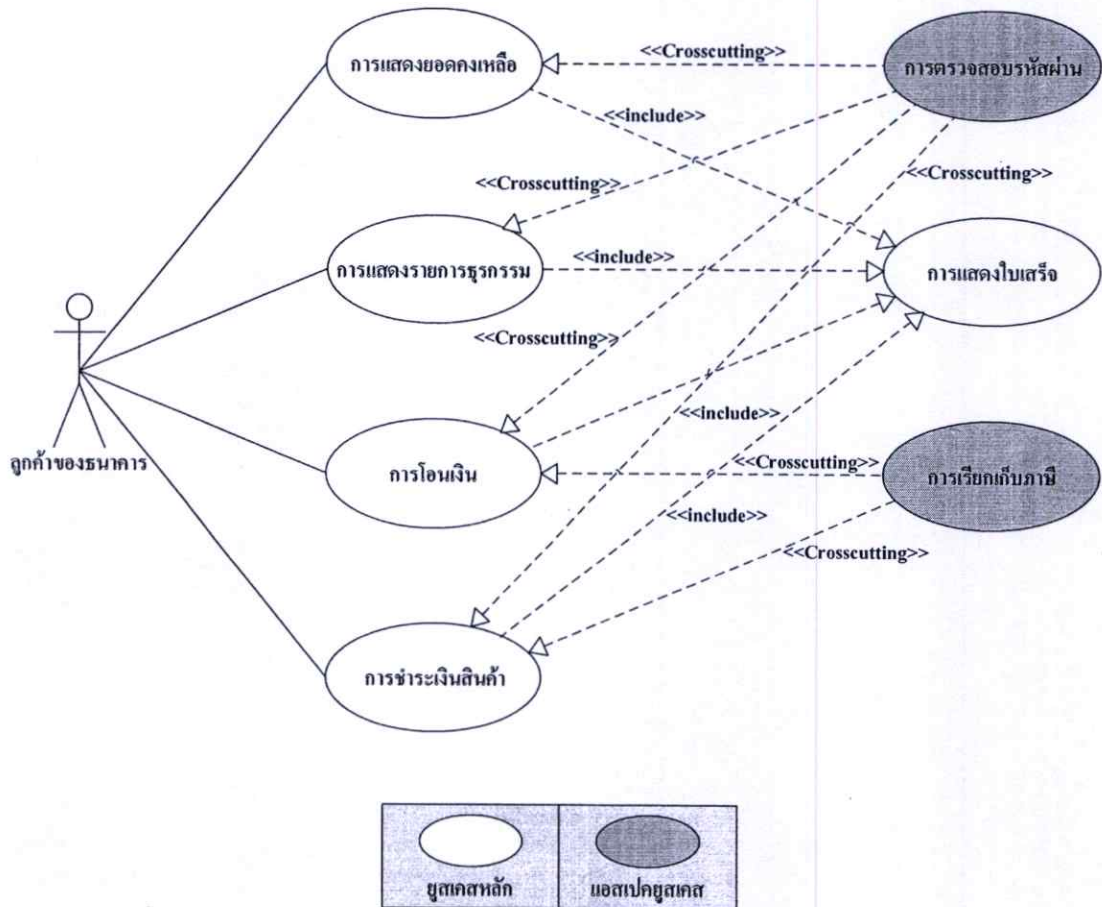 การแสดงยอดคงเหลือ
<<Crosscutting>>
การตรวจสอบรหัสผ่าน
<<include>>
<<Crosscutting>>
<<Crosscutting>>
การแสดงรายการธุรกรรม
<<include>>
การแสดงใบเสร็จ
<<Crosscutting>>
ลูกค้าของธนาคาร
<<include>>
การโอนเงิน
<<Crosscutting>>
การเรียกเก็บภาษี
<<include>>
<<Crosscutting>>
การชำระเงินสินค้า
ยูสเคสหลัก
แอสเปคยูสเคส